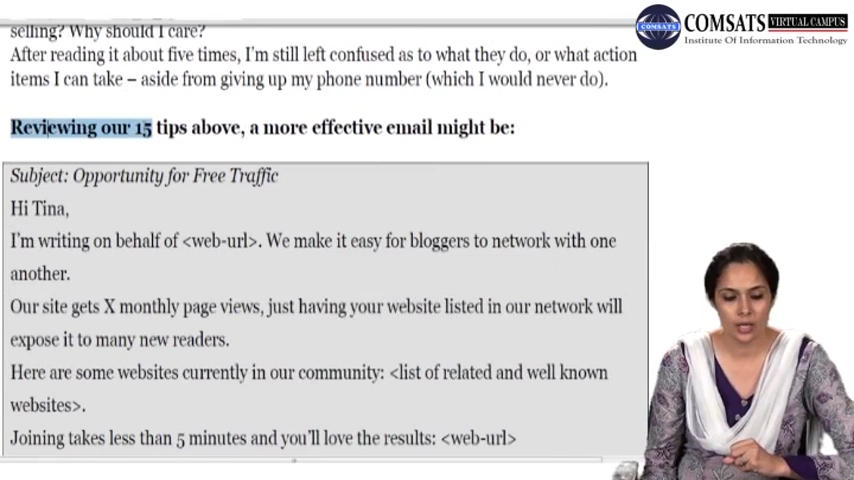 selling? Why should I care?
After reading it about five times, I'm still left confused as to what they do, or what action
items I can take – aside from giving up my phone number (which I would never do).
Reviewing our 15 tips above, a more effective email might be:
Subject: Opportunity for Free Traffic
Hi Tina,
I'm writing on behalf of <web-url>. We make it easy for bloggers to network with one
another.
Our site gets X monthly page views, just having your website listed in our network will
expose it to many new readers.
Here are some websites currently in our community: <list of related and well known
websites>.
Joining takes less than 5 minutes and you'll love the results: <web-url>
COMSATS
COMSATS VIRTUAL CAMPUS
Institute Of Information Technology